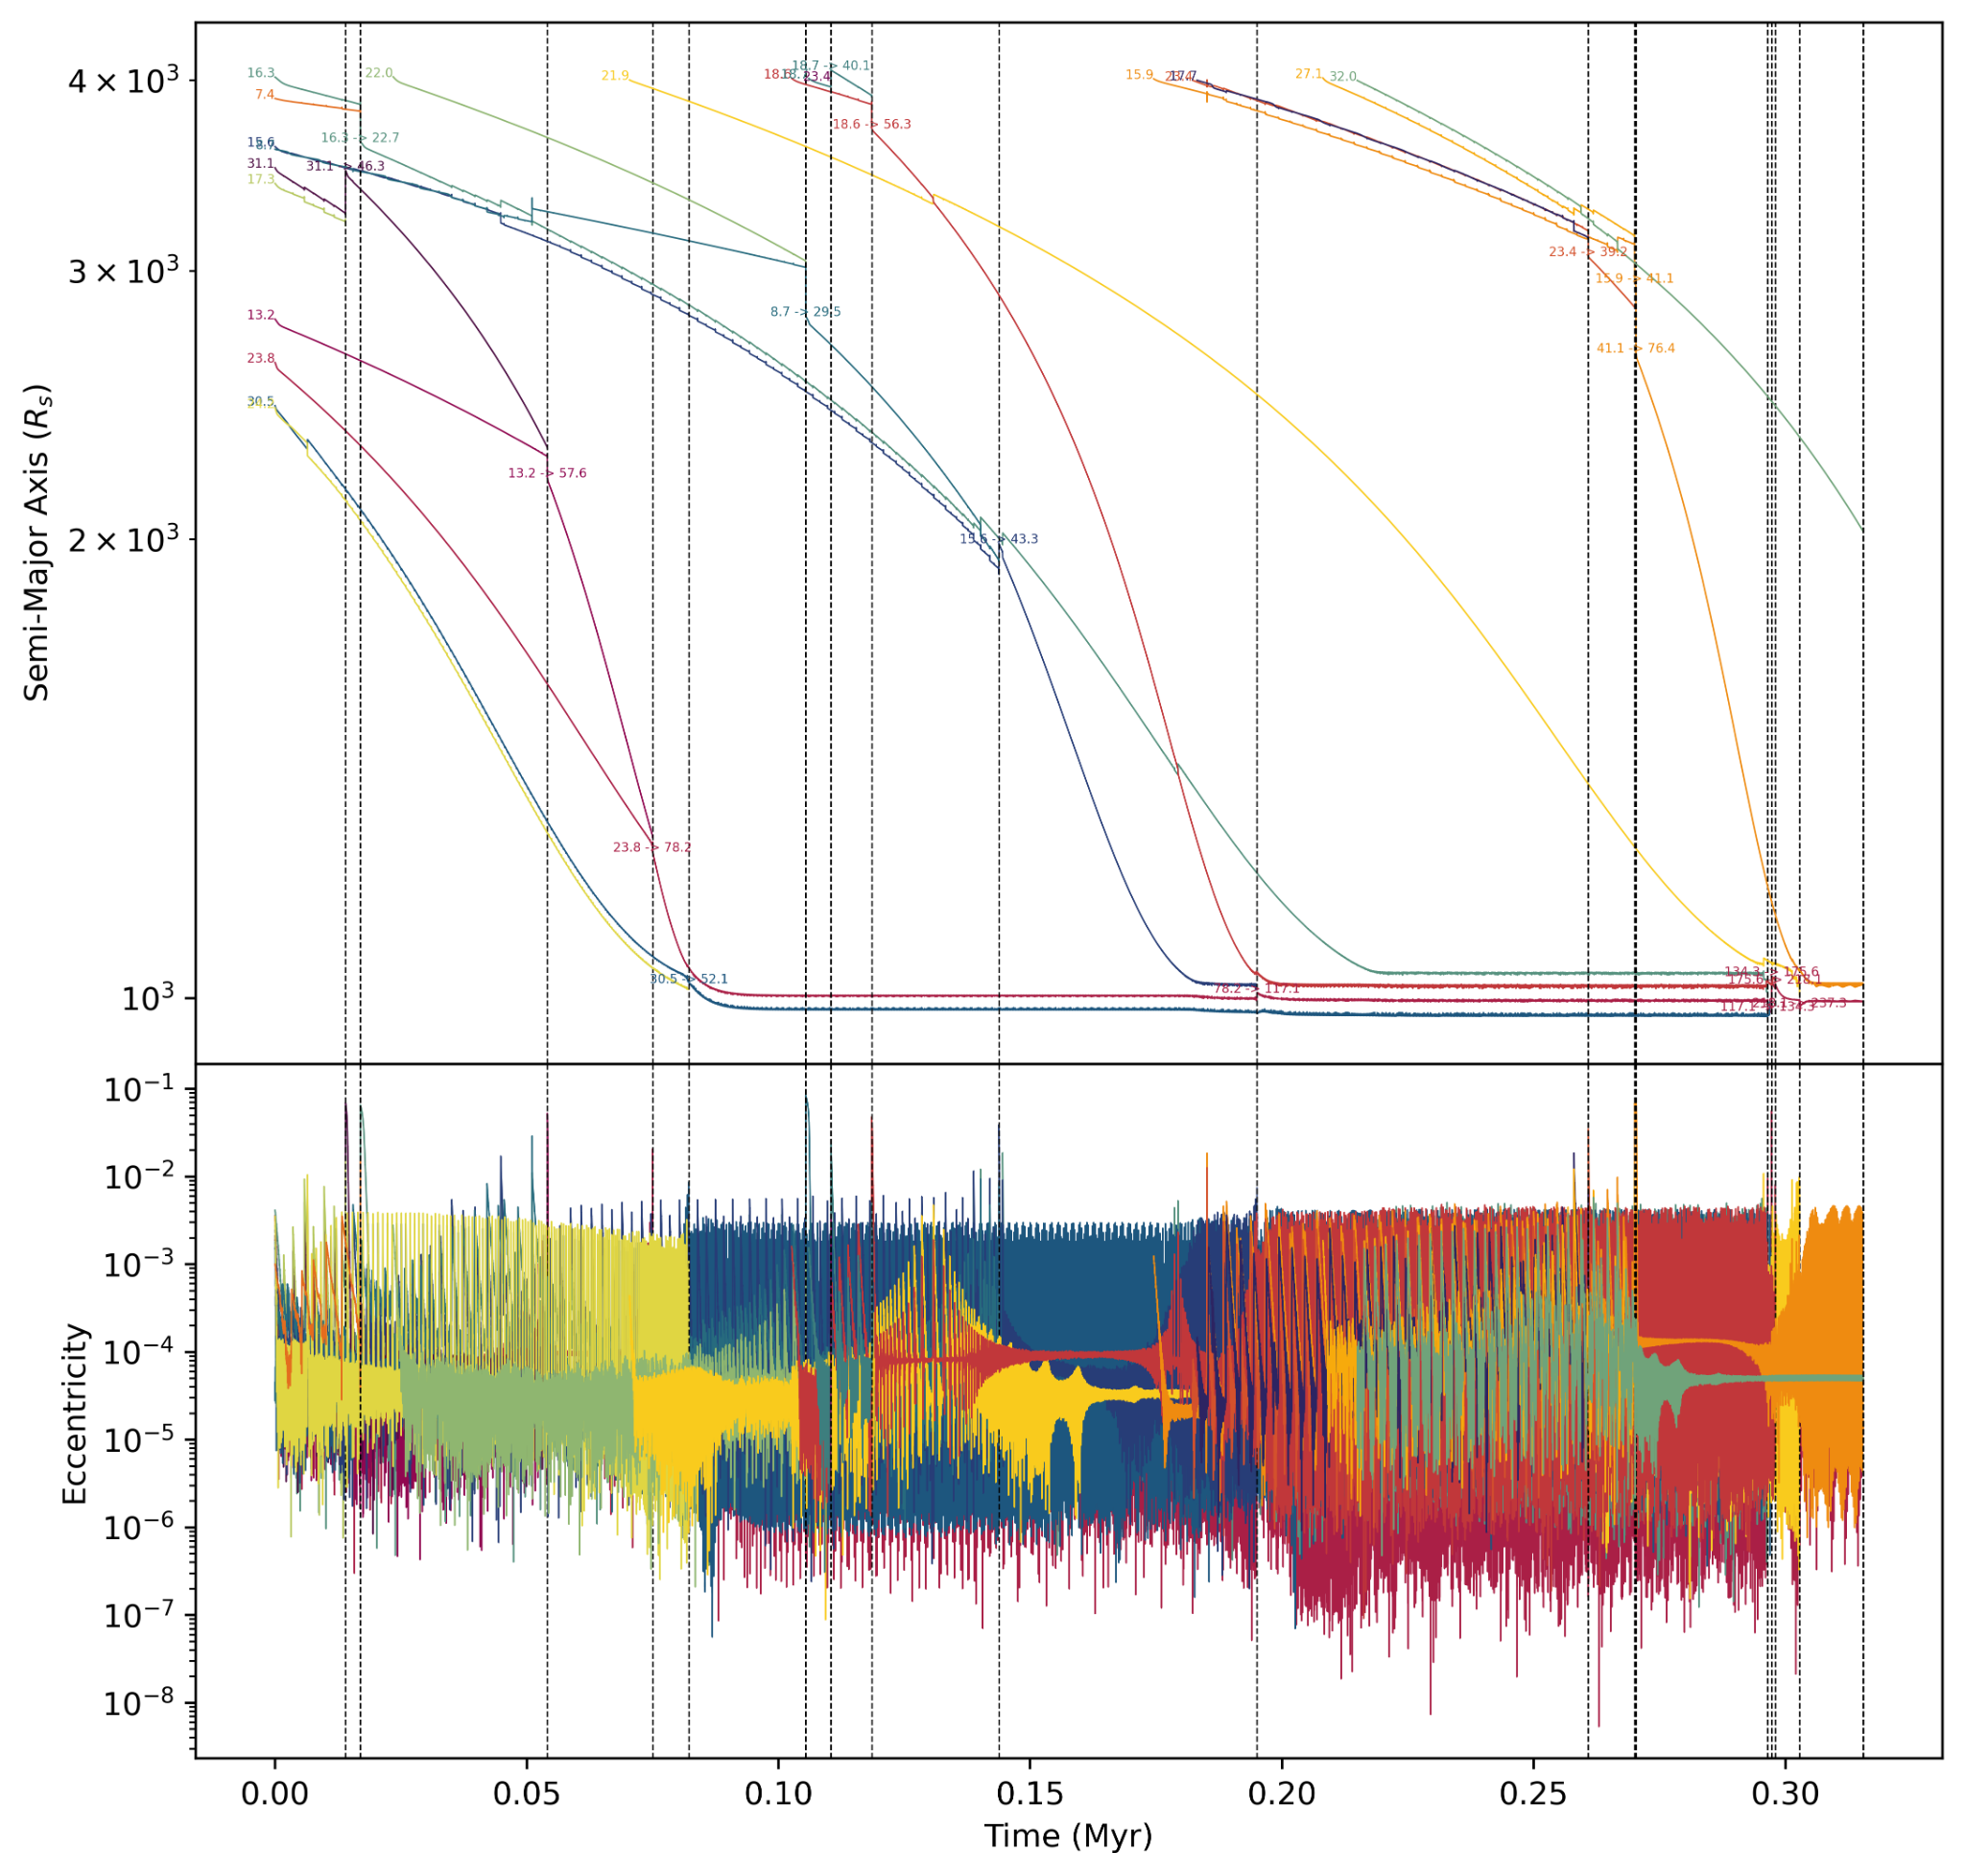 Semi-Major Axis (Rₛ)
4 × 10³
3 × 10³
2 × 10³
10³
16.3
7.4
22.0
21.9
18.7 -> 40.1
23.4
15.9
17.7
27.1
32.0
15.6
31.1
17.3
16.3 -> 22.7
31.1 -> 46.3
18.6 -> 56.3
23.4 -> 39.2
15.9 -> 41.1
13.2
8.7 -> 29.5
23.8
41.1 -> 76.4
30.5
13.2 -> 57.6
15.6 -> 43.3
23.8 -> 78.2
30.5 -> 52.1
134.3 -> 175.6
78.2 -> 117.1
Eccentricity
10⁻¹
10⁻²
10⁻³
10⁻⁴
10⁻⁵
10⁻⁶
10⁻⁷
10⁻⁸
0.00 0.05 0.10 0.15 0.20 0.25 0.30
Time (Myr)